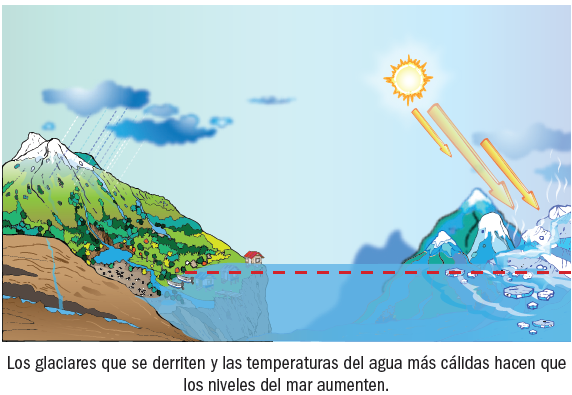 Los glaciares que se derriten y las temperaturas del agua más cálidas hacen que
los niveles del mar aumenten.